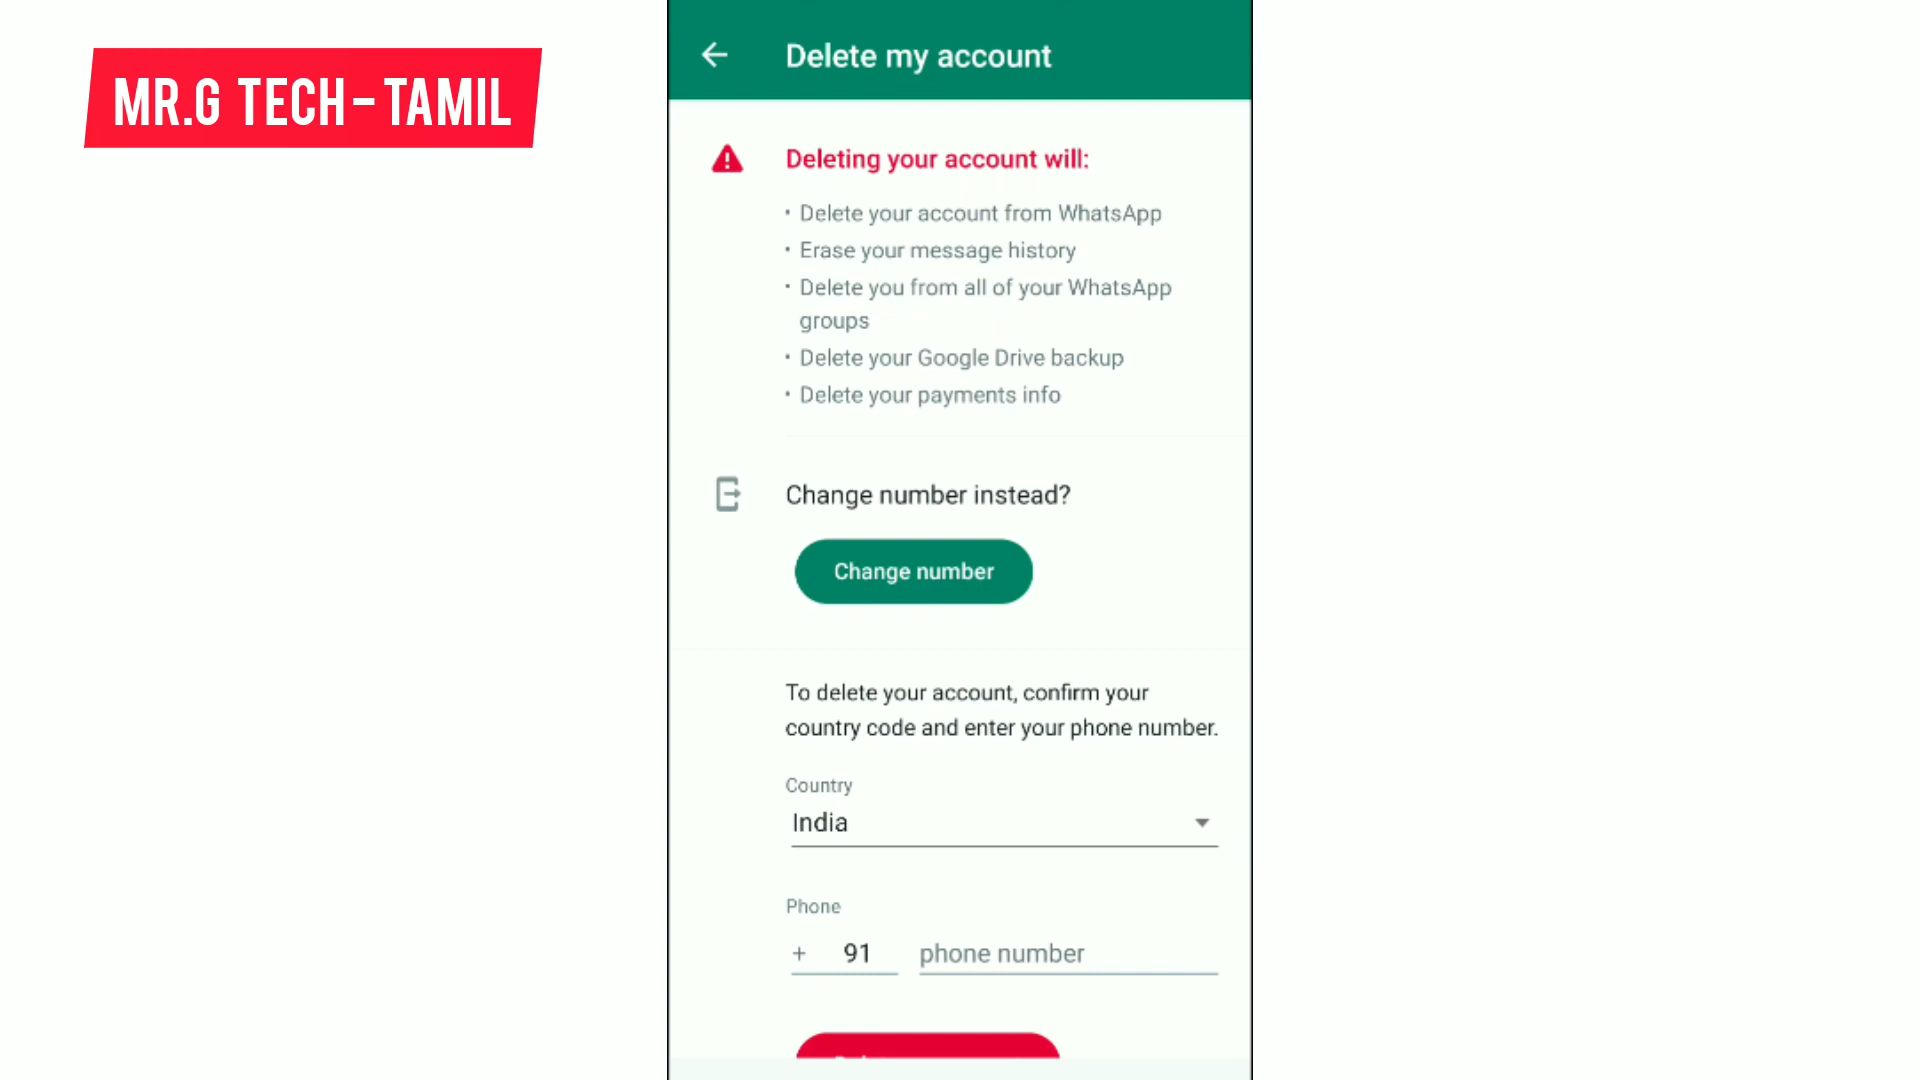 MR.G TECH-TAMIL
Delete my account
Deleting your account will:
• Delete your account from WhatsApp
• Erase your message history
• Delete you from all of your WhatsApp
groups
• Delete your Google Drive backup
• Delete your payments info
Change number instead?
Change number
To delete your account, confirm your
country code and enter your phone number.
Country
India
Phone
+ 91 phone number